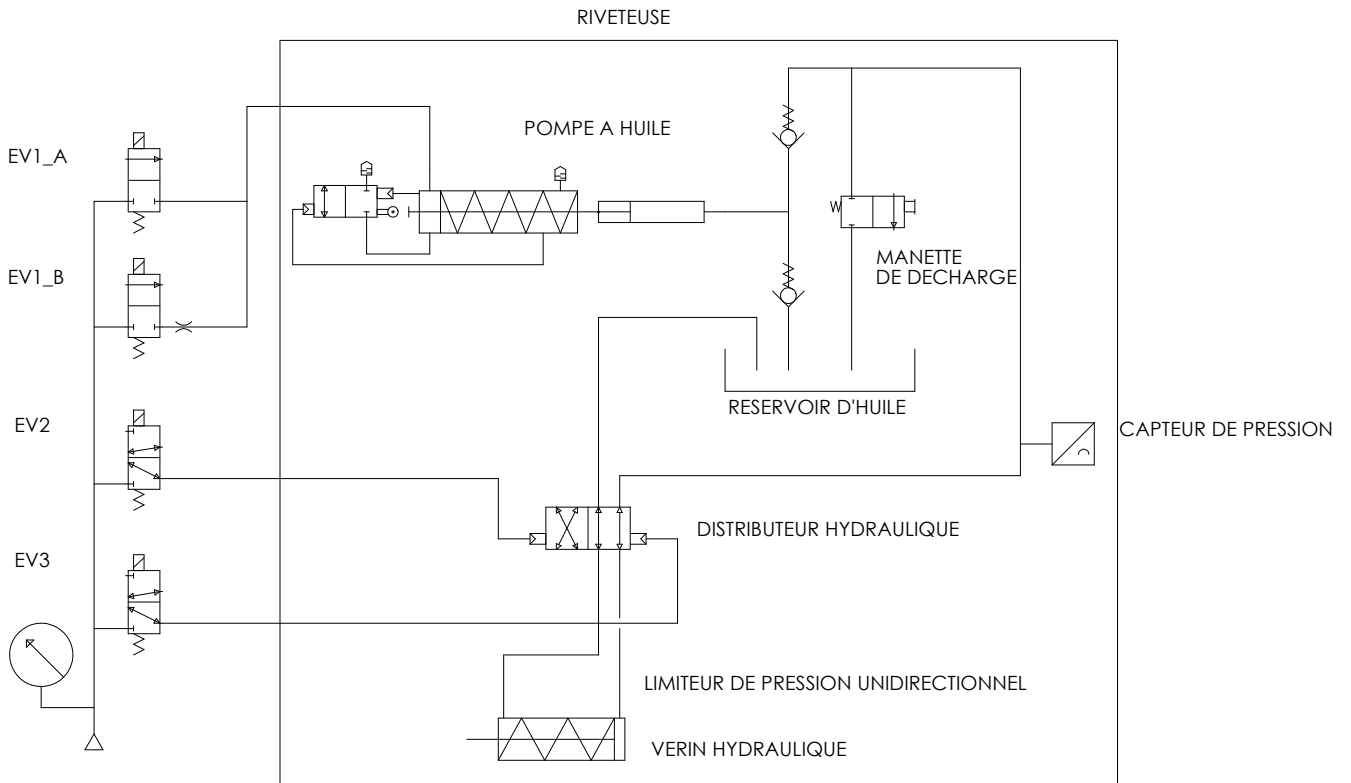 RIVETEUSE
EV1_A
POMPE A HUILE
EV1_B
MANETTE
DE DECHARGE
RESERVOIR D'HUILE
EV2
CAPTEUR DE PRESSION
DISTRIBUTEUR HYDRAULIQUE
EV3
LIMITEUR DE PRESSION UNIDIRECTIONNEL
VERIN HYDRAULIQUE